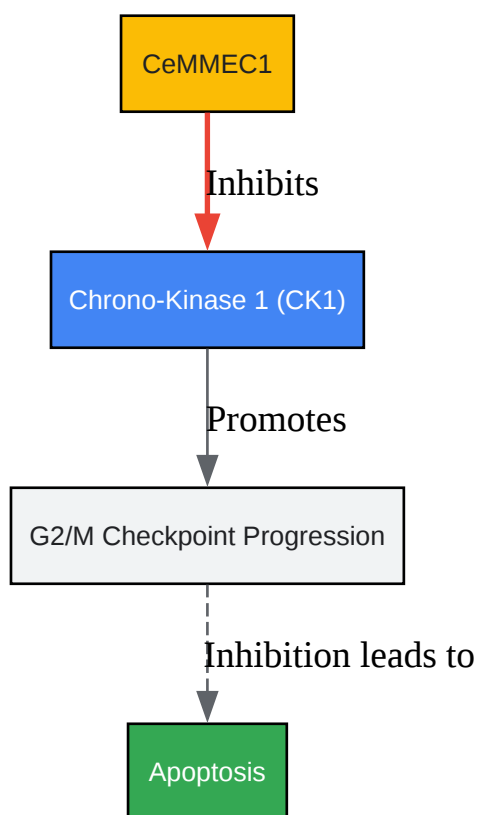 CeMMEC1
Inhibits
Chrono-Kinase 1 (CK1)
Promotes
G2/M Checkpoint Progression
Inhibition leads to
Apoptosis